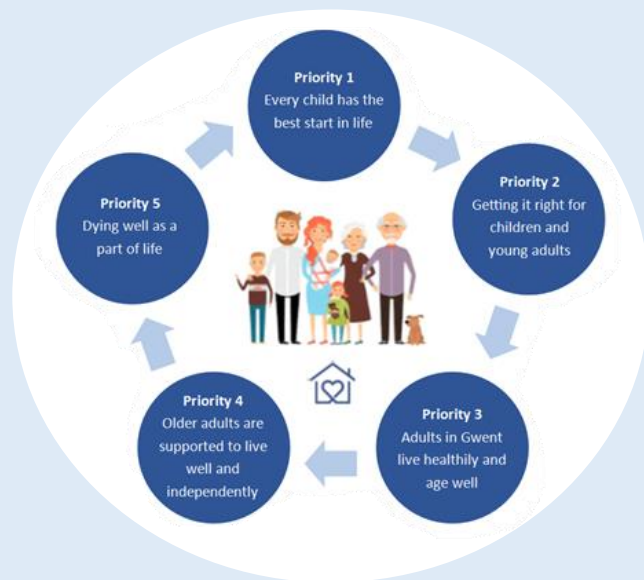 Priority 1
Every child has the
best start in life
Priority 2
Getting it right for
children and
young adults
Priority 3
Adults in Gwent
live healthily and
age well
Priority 4
Older adults are
supported to live
well and
independently
Priority 5
Dying well as a
part of life